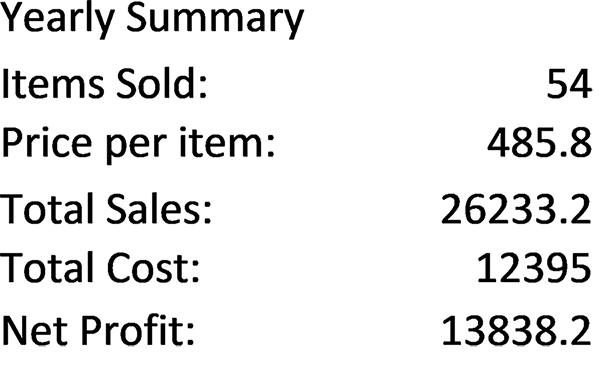 Yearly Summary
Items Sold: 54
Price per item: 485.8
Total Sales: 26233.2
Total Cost: 12395
Net Profit: 13838.2